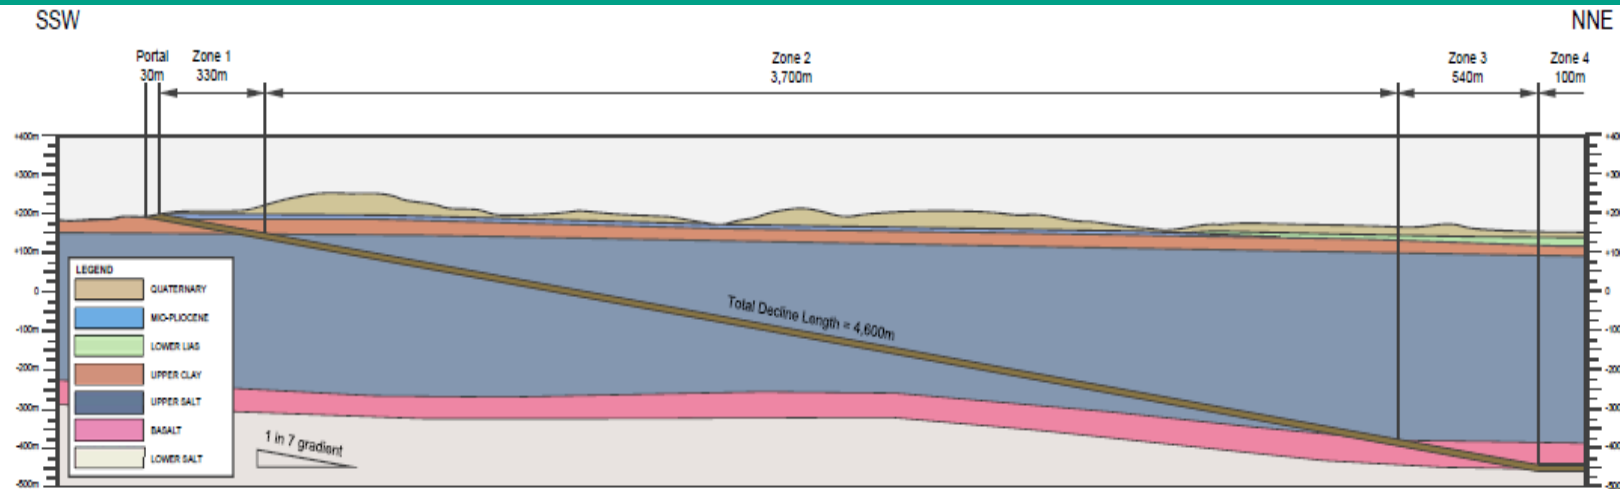 SSW
NNE
Portal
30m
Zone 1
330m
Zone 2
3,700m
Zone 3
540m
Zone 4
100m
+400m
+300m
+200m
+100m
0
-100m
-200m
-300m
-400m
-500m
LEGEND
QUATERNARY
MIO-PLIOCENE
LOWER LIAS
UPPER CLAY
UPPER SALT
BASALT
LOWER SALT
Total Decline Length = 4,600m
1 in 7 gradient